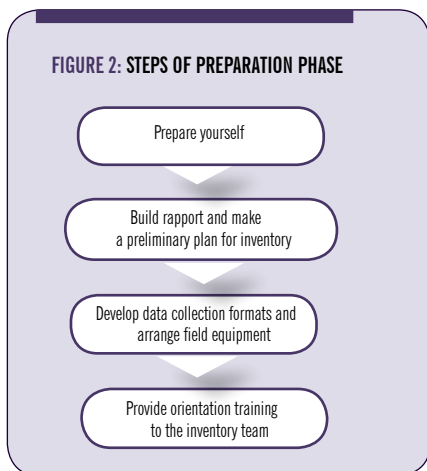 FIGURE 2: STEPS OF PREPARATION PHASE
Prepare yourself
Build rapport and make
a preliminary plan for inventory
Develop data collection formats and
arrange field equipment
Provide orientation training
to the inventory team